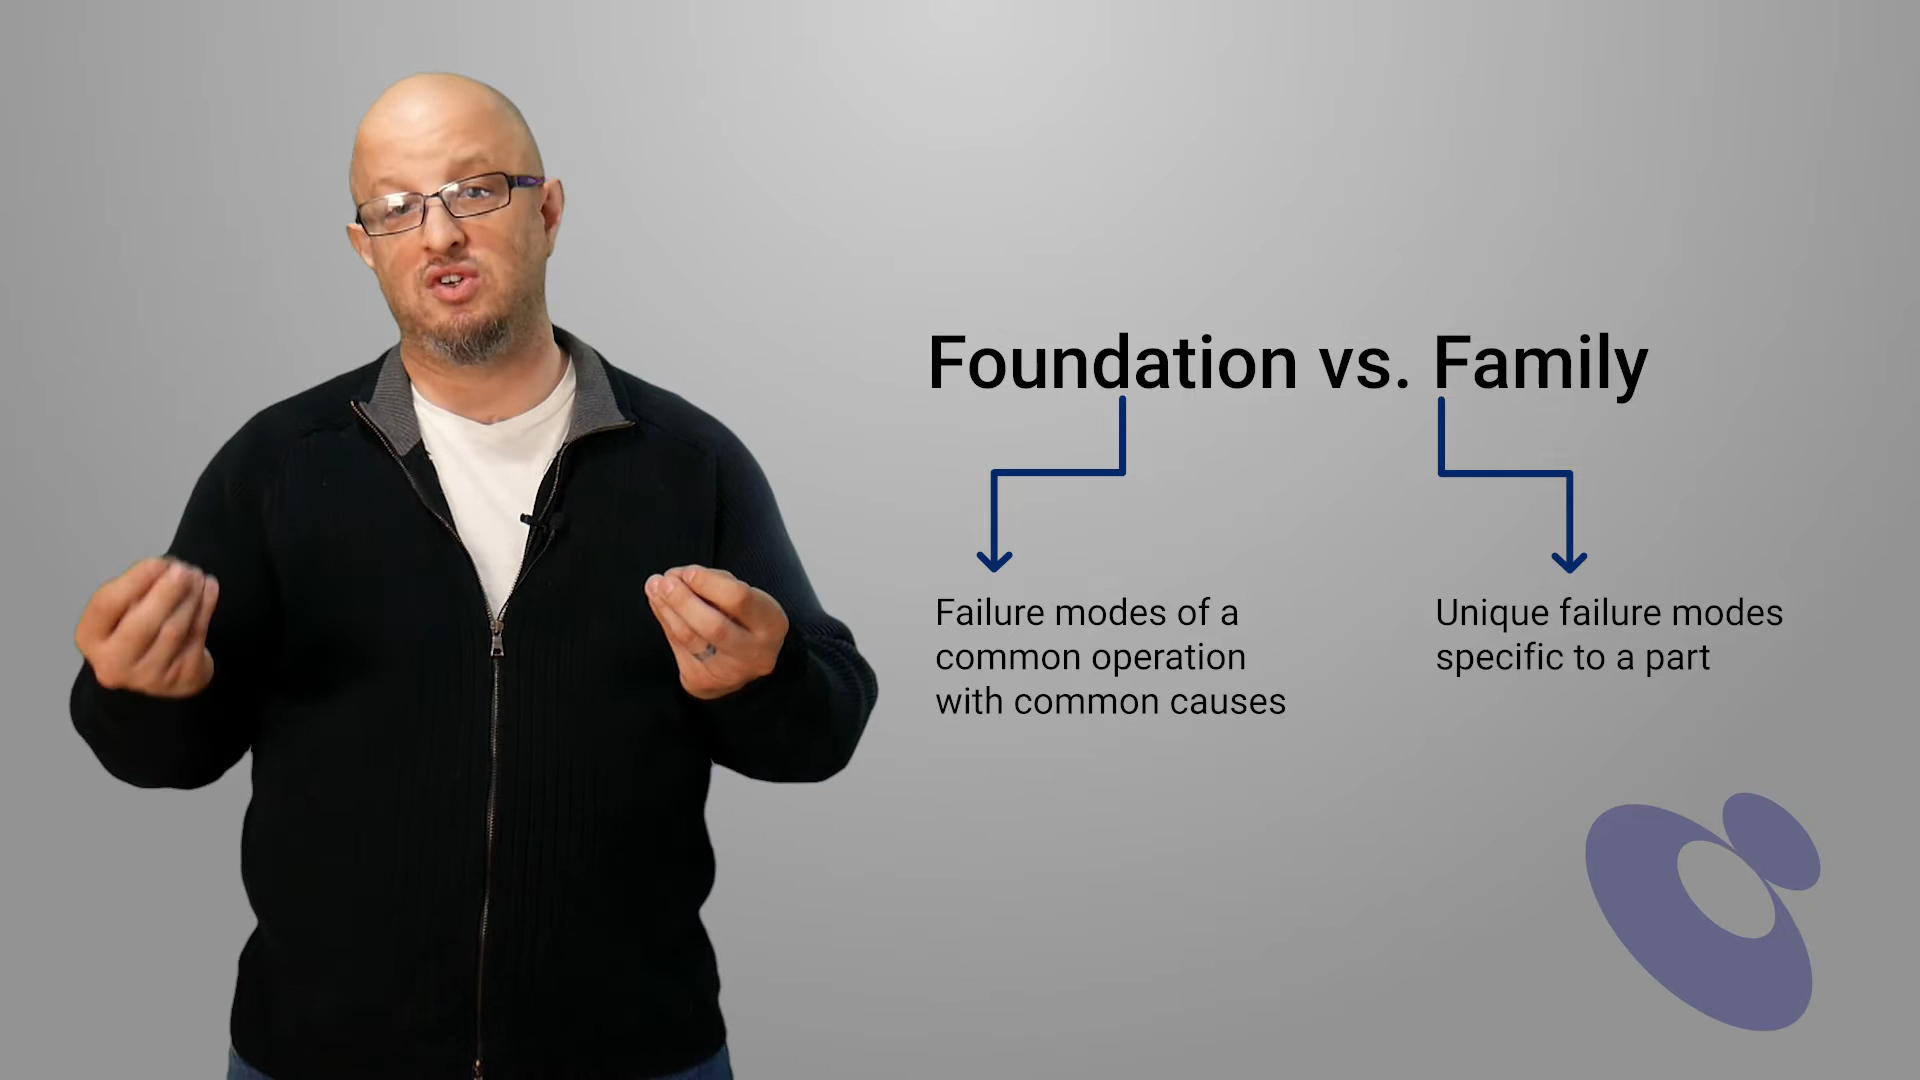 Foundation vs. Family
Failure modes of a
common operation
with common causes
Unique failure modes
specific to a part